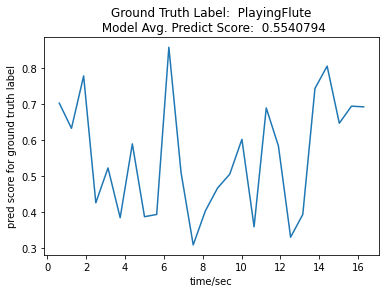 Ground Truth Label:  PlayingFlute
Model Avg. Predict Score:  0.5540794
pred score for ground truth label
0.8
0.7
0.6
0.5
0.4
0.3
0 2 4 6 8 10 12 14 16
time/sec